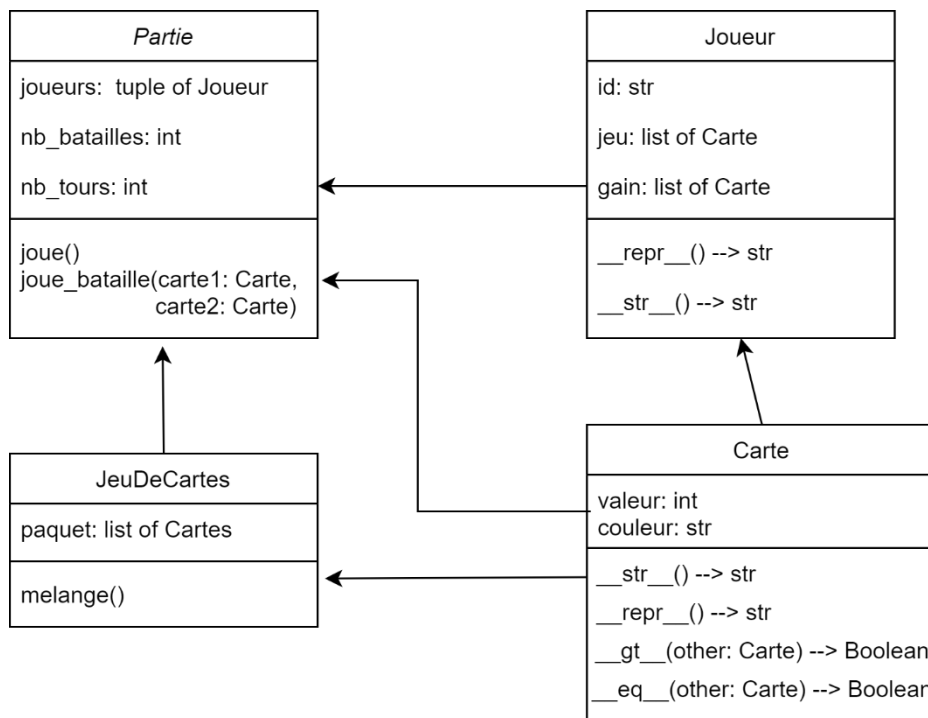 Partie
joueurs:  tuple of Joueur
nb_batailles: int
nb_tours: int
joue()
joue_bataille(carte1: Carte,
carte2: Carte)
Joueur
id: str
jeu: list of Carte
gain: list of Carte
__repr__() --> str
__str__() --> str
JeuDeCartes
paquet: list of Cartes
melange()
Carte
valeur: int
couleur: str
__str__() --> str
__repr__() --> str
__gt__(other: Carte) --> Boolean
__eq__(other: Carte) --> Boolean